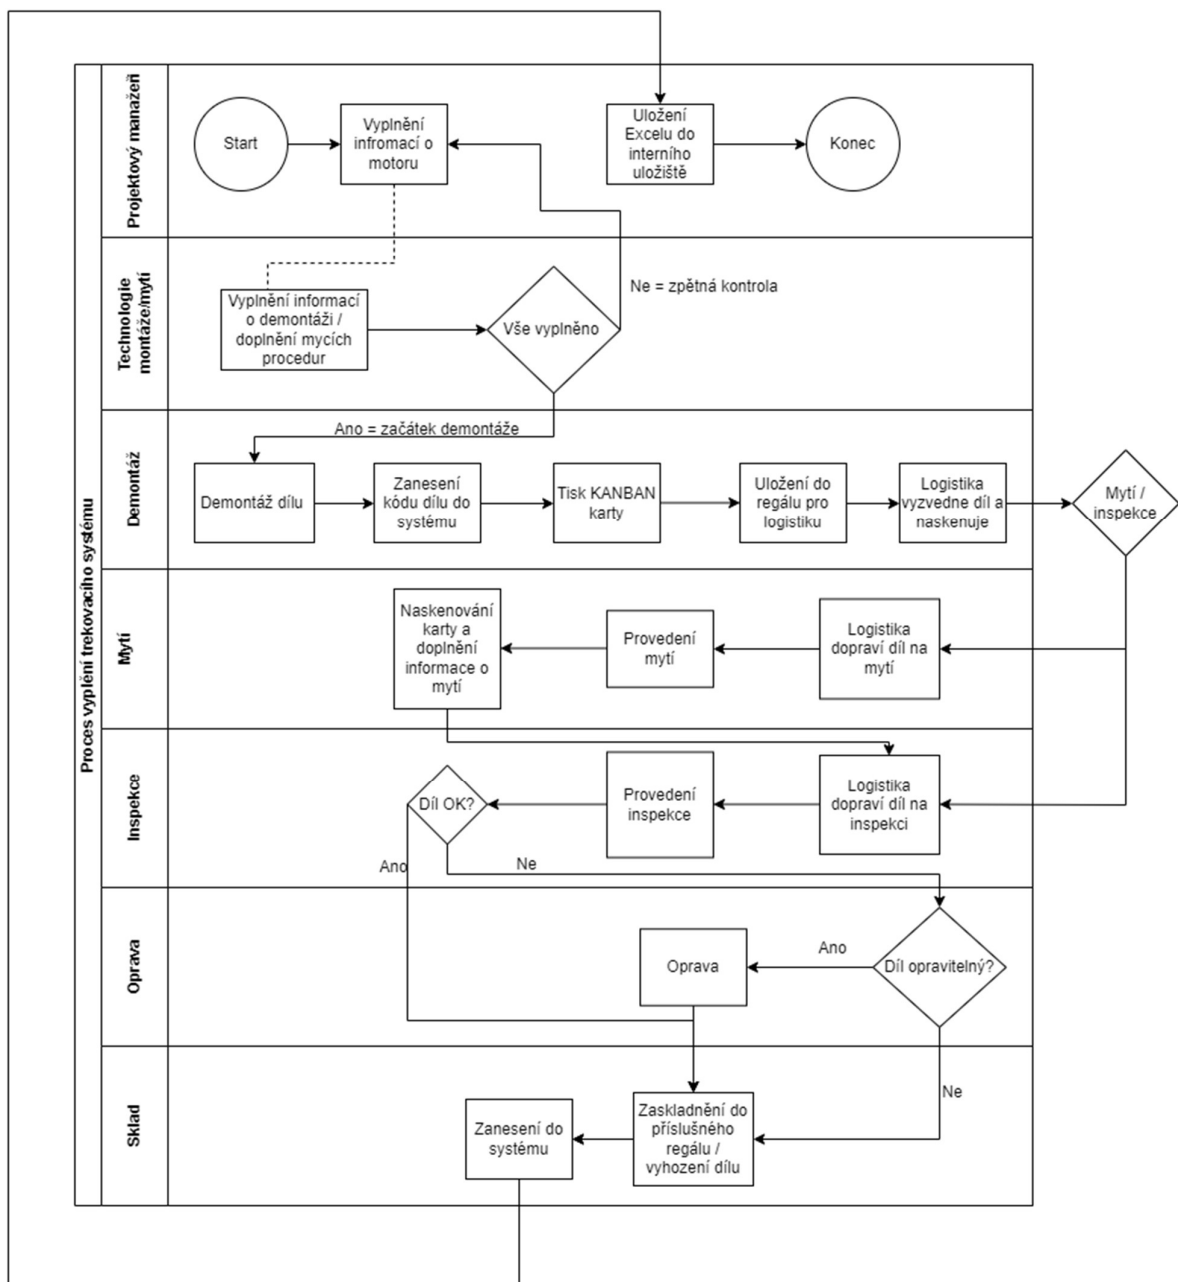 Proces vyplění trekovacího systému
Projektový manažeň
Start
Vyplnění
infromací o
motoru
Uložení
Excelu do
interního
uložiště
Konec
Technologie
montáže/mytí
Vyplnění informací
o demontáži /
doplnění mycích
procedur
Vše vyplněno
Ne = zpětná kontrola
Ano = začátek demontáže
Demontáž
Demontáž dílu
Zanesení
kódu dílu do
systému
Tisk KANBAN
karty
Uložení do
regálu pro
logistiku
Logistika
vyzvedne díl a
naskenuje
Mytí /
inspekce
Mytí
Naskenování
karty a
doplnění
informace o
mytí
Provedení
mytí
Logistika
dopraví díl na
mytí
Inspekce
Díl OK?
Provedení
inspekce
Logistika
dopraví díl na
inspekci
Ano
Ne
Oprava
Oprava
Ano
Díl opravitelný?
Ne
Sklad
Zanesení do
systému
Zaskladnění do
příslušného
regálu /
vyhození dílu